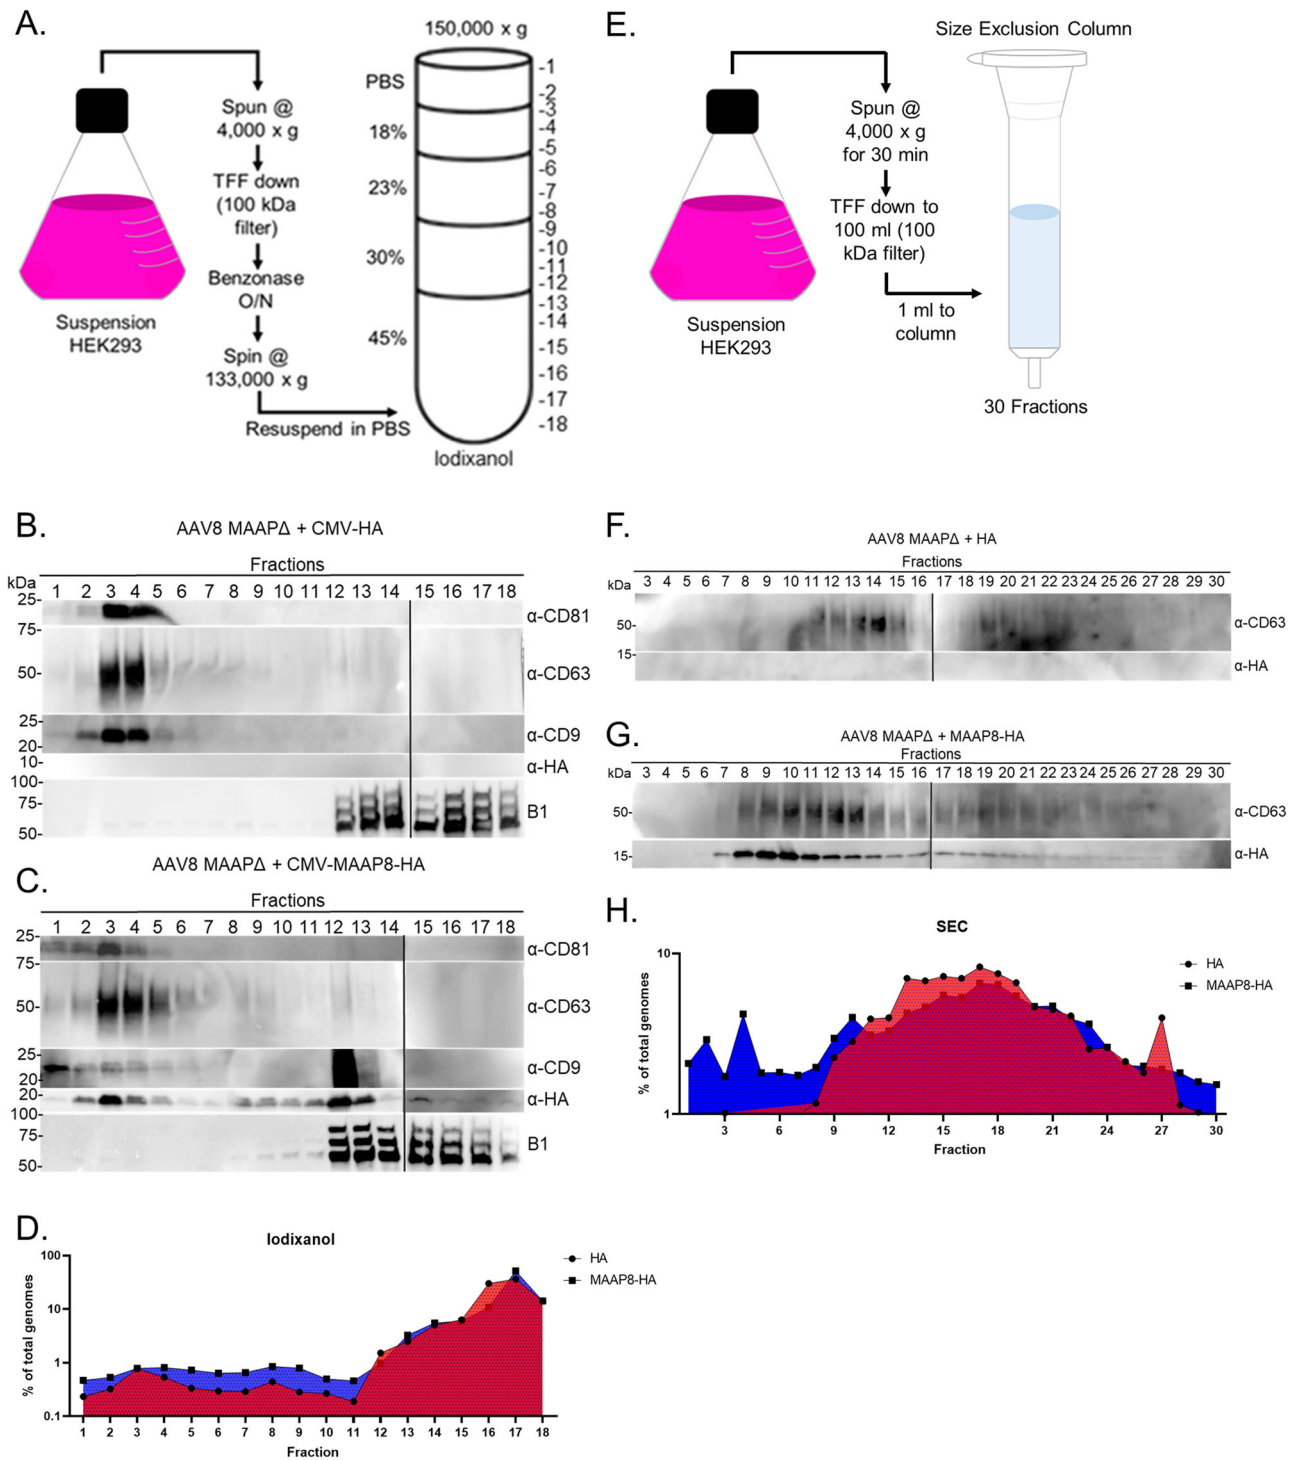 A.
150,000 x g
Spun @
4,000 x g
TFF down
(100 kDa
filter)
Benzonase
O/N
Spin @
133,000 x g
Resuspend in PBS
Suspension
HEK293
PBS
18%
23%
30%
45%
-1
-2
-3
-4
-5
-6
-7
-8
-9
-10
-11
-12
-13
-14
-15
-16
-17
-18
Iodixanol
E.
Size Exclusion Column
Spun @
4,000 x g
for 30 min
TFF down to
100 ml (100
kDa filter)
1 ml to
column
Suspension
HEK293
30 Fractions
B.
AAV8 MAAPΔ + CMV-HA
Fractions
kDa
1 2 3 4 5 6 7 8 9 10 11 12 13 14 15 16 17 18
25-
α-CD81
75-
50-
α-CD63
25-
20-
α-CD9
10-
α-HA
100-
75-
50-
B1
C.
AAV8 MAAPΔ + CMV-MAAP8-HA
Fractions
1 2 3 4 5 6 7 8 9 10 11 12 13 14 15 16 17 18
25-
α-CD81
75-
50-
α-CD63
25-
20-
α-CD9
20-
α-HA
100-
75-
50-
B1
D.
Iodixanol
% of total genomes
100
10
1
0.1
1 2 3 4 5 6 7 8 9 10 11 12 13 14 15 16 17 18
Fraction
HA
MAAP8-HA
F.
AAV8 MAAPΔ + HA
Fractions
kDa
3 4 5 6 7 8 9 10 11 12 13 14 15 16 17 18 19 20 21 22 23 24 25 26 27 28 29 30
50-
α-CD63
15-
α-HA
G.
AAV8 MAAPΔ + MAAP8-HA
Fractions
kDa
3 4 5 6 7 8 9 10 11 12 13 14 15 16 17 18 19 20 21 22 23 24 25 26 27 28 29 30
50-
α-CD63
15-
α-HA
H.
SEC
% of total genomes
10
1
3 6 9 12 15 18 21 24 27 30
Fraction
HA
MAAP8-HA